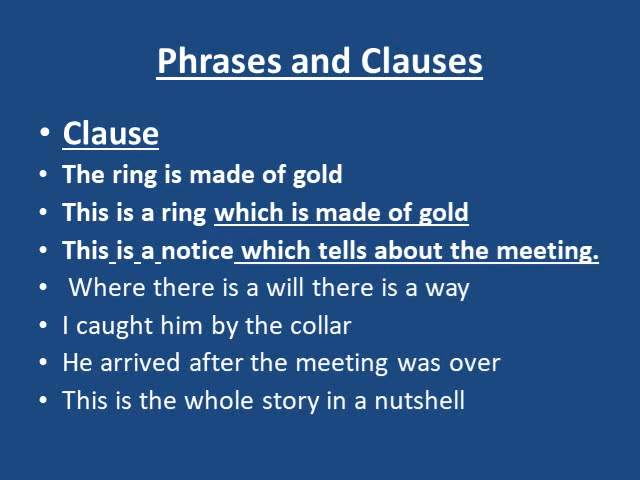 Phrases and Clauses
• Clause
• The ring is made of gold
• This is a ring which is made of gold
• This is a notice which tells about the meeting.
• Where there is a will there is a way
• I caught him by the collar
• He arrived after the meeting was over
• This is the whole story in a nutshell